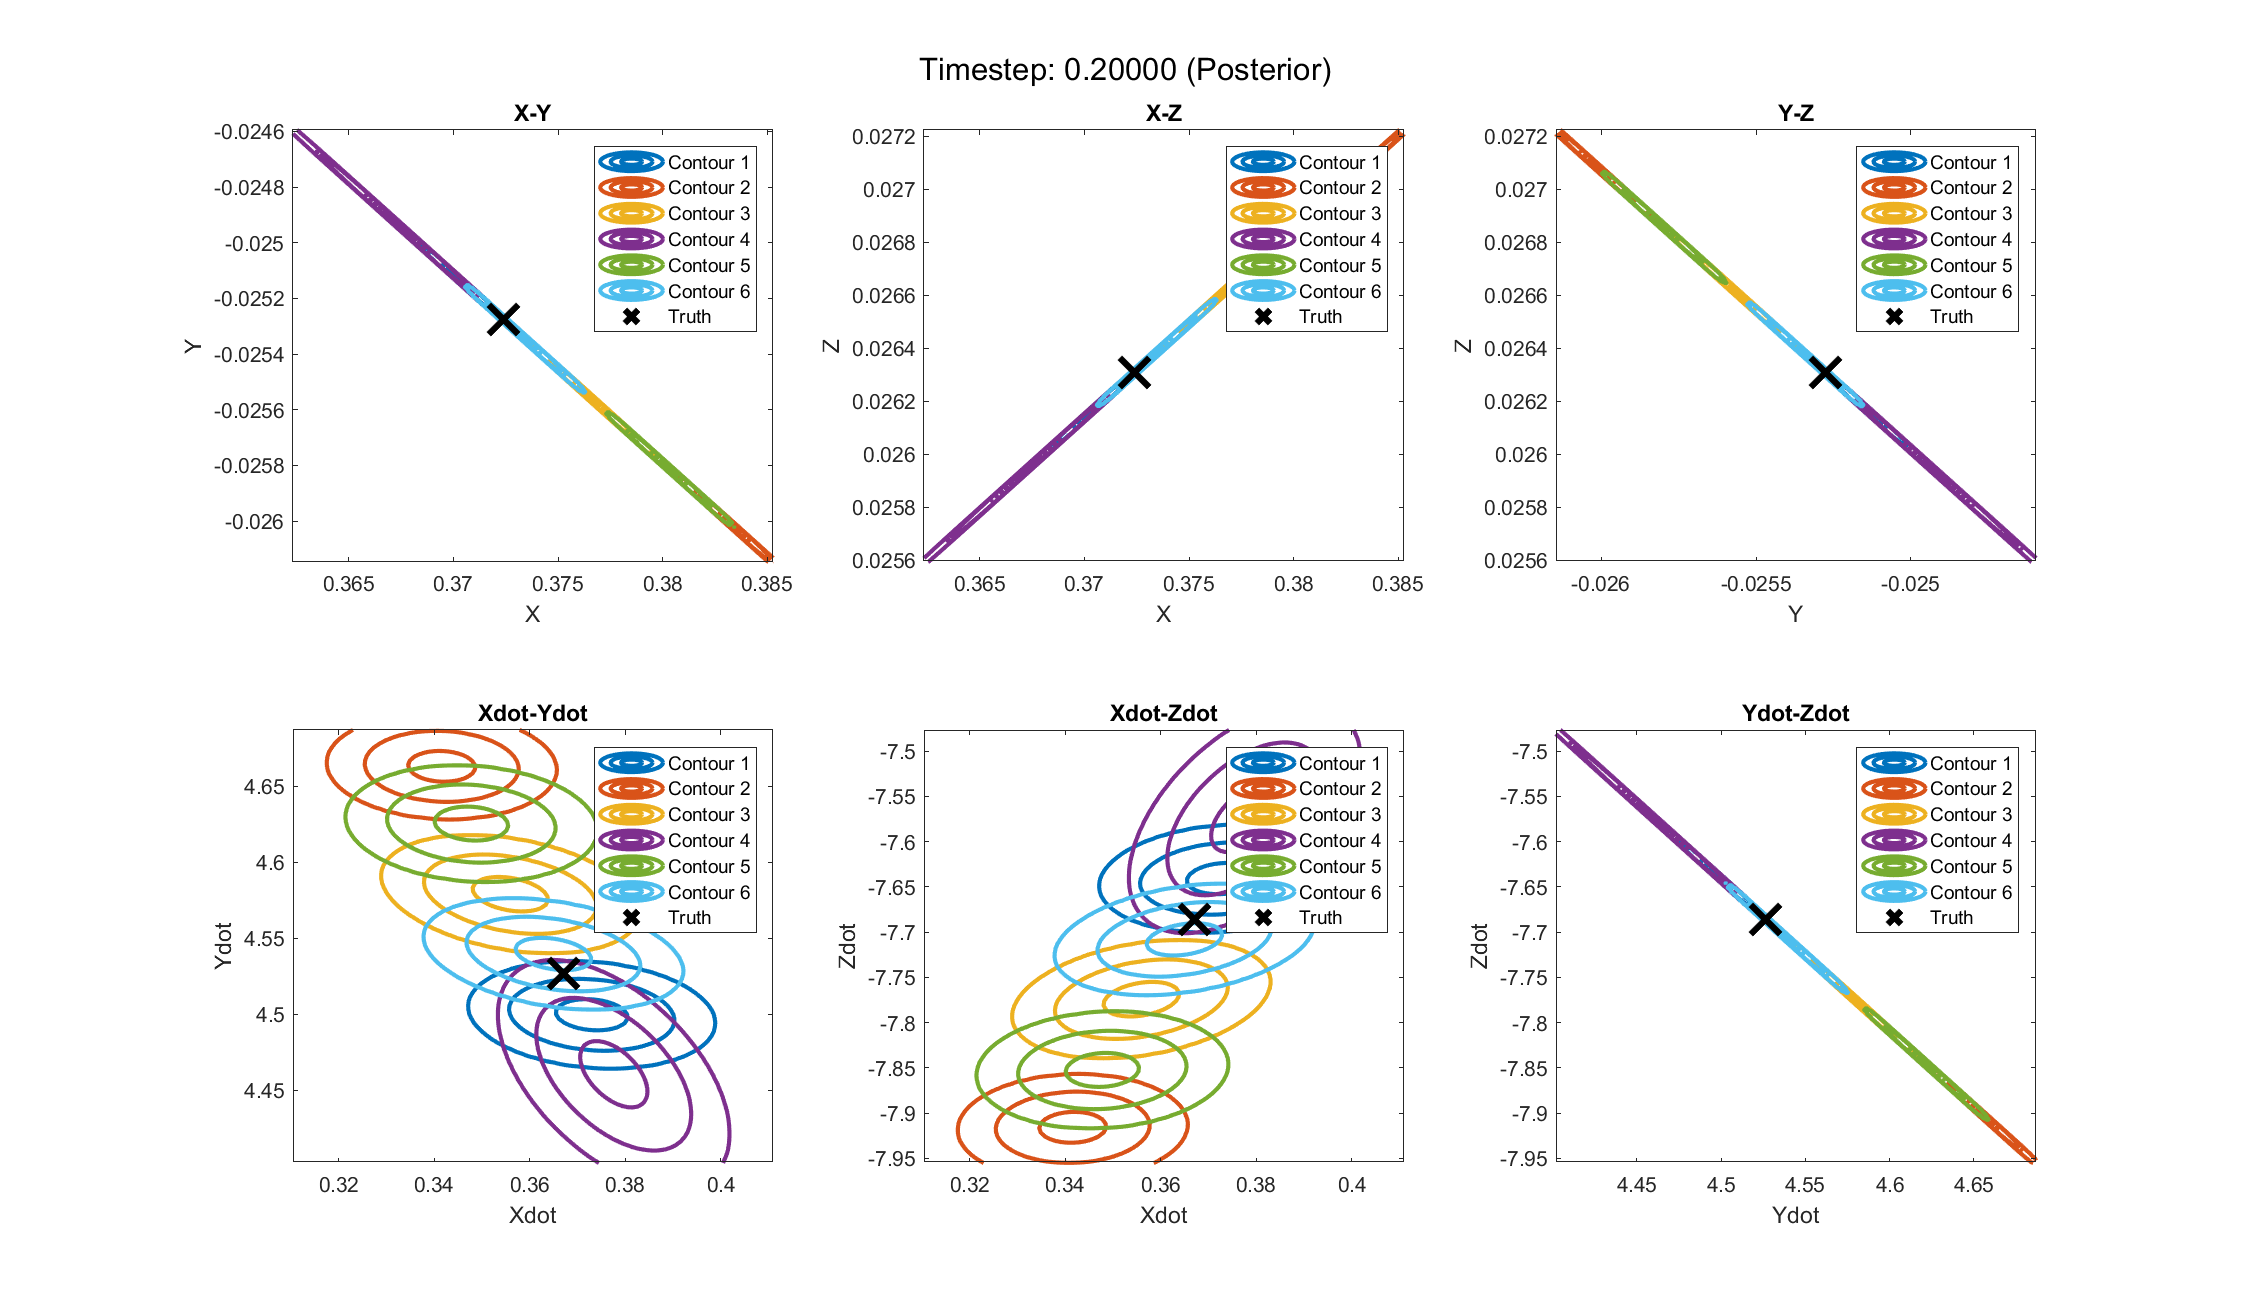 Timestep: 0.20000 (Posterior)
X-Y
-0.0246
-0.0248
-0.025
-0.0252
-0.0254
-0.0256
-0.0258
-0.026
Y
0.365
0.37
0.375
0.38
0.385
X
Contour 1
Contour 2
Contour 3
Contour 4
Contour 5
Contour 6
Truth
X-Z
0.0272
0.027
0.0268
0.0266
0.0264
0.0262
0.026
0.0258
0.0256
Z
0.365
0.37
0.375
0.38
0.385
X
Contour 1
Contour 2
Contour 3
Contour 4
Contour 5
Contour 6
Truth
Y-Z
0.0272
0.027
0.0268
0.0266
0.0264
0.0262
0.026
0.0258
0.0256
Z
-0.026
-0.0255
-0.025
Y
Contour 1
Contour 2
Contour 3
Contour 4
Contour 5
Contour 6
Truth
Xdot-Ydot
4.65
4.6
4.55
4.5
4.45
Ydot
0.32
0.34
0.36
0.38
0.4
Xdot
Contour 1
Contour 2
Contour 3
Contour 4
Contour 5
Contour 6
Truth
Xdot-Zdot
-7.5
-7.55
-7.6
-7.65
-7.7
-7.75
-7.8
-7.85
-7.9
-7.95
Zdot
0.32
0.34
0.36
0.38
0.4
Xdot
Contour 1
Contour 2
Contour 3
Contour 4
Contour 5
Contour 6
Truth
Ydot-Zdot
-7.5
-7.55
-7.6
-7.65
-7.7
-7.75
-7.8
-7.85
-7.9
-7.95
Zdot
4.45
4.5
4.55
4.6
4.65
Ydot
Contour 1
Contour 2
Contour 3
Contour 4
Contour 5
Contour 6
Truth